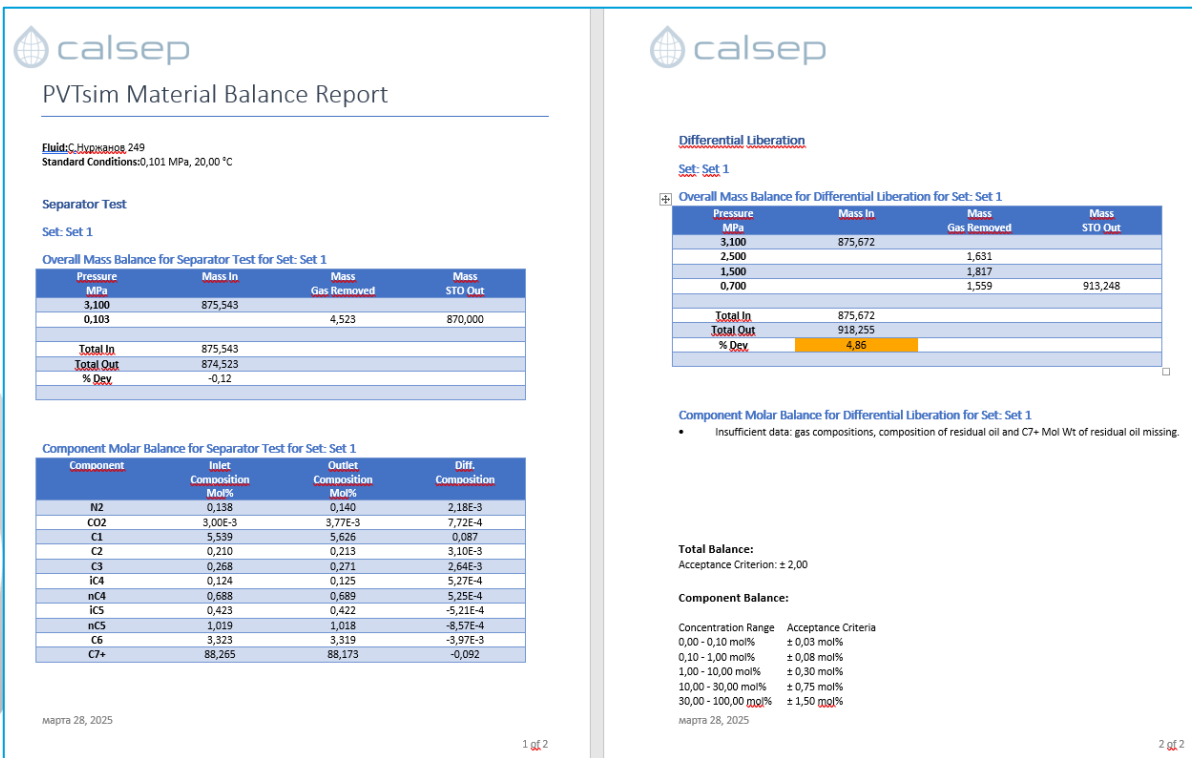 calsep
PVTsim Material Balance Report
Fluid:С.Нуржанов 249
Standard Conditions:0,101 MPa, 20,00 °C
Separator Test
Set: Set 1
Overall Mass Balance for Separator Test for Set: Set 1
Pressure Mass In Mass Mass
MPa Gas Removed STO Out
3,100 875,543
0,103 4,523 870,000
Total In 875,543
Total Out 874,523
% Dev -0,12
Component Molar Balance for Separator Test for Set: Set 1
Component Inlet Outlet Diff.
Composition Composition Composition
Mol% Mol%
N2 0,138 0,140 2,18E-3
CO2 3,00E-3 3,77E-3 7,72E-4
C1 5,539 5,626 0,087
C2 0,210 0,213 3,10E-3
C3 0,268 0,271 2,64E-3
iC4 0,124 0,125 5,27E-4
nC4 0,688 0,689 5,25E-4
iC5 0,423 0,422 -5,21E-4
nC5 1,019 1,018 -8,57E-4
C6 3,323 3,319 -3,97E-3
C7+ 88,265 88,173 -0,092
марта 28, 2025
1 of 2
calsep
Differential Liberation
Set: Set 1
Overall Mass Balance for Differential Liberation for Set: Set 1
Pressure Mass In Mass Mass
MPa Gas Removed STO Out
3,100 875,672
2,500 1,631
1,500 1,817
0,700 1,559 913,248
Total In 875,672
Total Out 918,255
% Dev 4,86
Component Molar Balance for Differential Liberation for Set: Set 1
• Insufficient data: gas compositions, composition of residual oil and C7+ Mol Wt of residual oil missing.
Total Balance:
Acceptance Criterion: ± 2,00
Component Balance:
Concentration Range Acceptance Criteria
0,00 - 0,10 mol% ± 0,03 mol%
0,10 - 1,00 mol% ± 0,08 mol%
1,00 - 10,00 mol% ± 0,30 mol%
10,00 - 30,00 mol% ± 0,75 mol%
30,00 - 100,00 mol% ± 1,50 mol%
марта 28, 2025
2 of 2